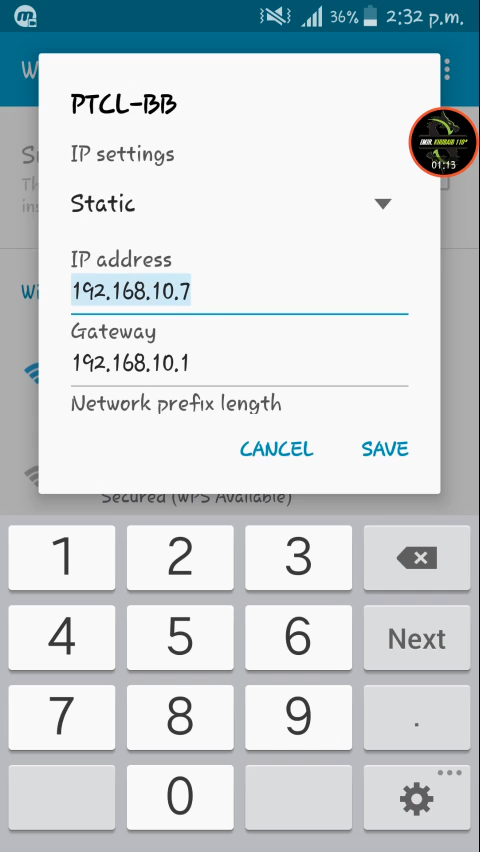 36% 2:32 p.m.
W
PTCL-BB
IP settings
Static
IP address
192.168.10.7
Gateway
192.168.10.1
Network prefix length
CANCEL SAVE
Secured (WPS Available)
01:13
1 2 3
4 5 6 Next
7 8 9 .
0